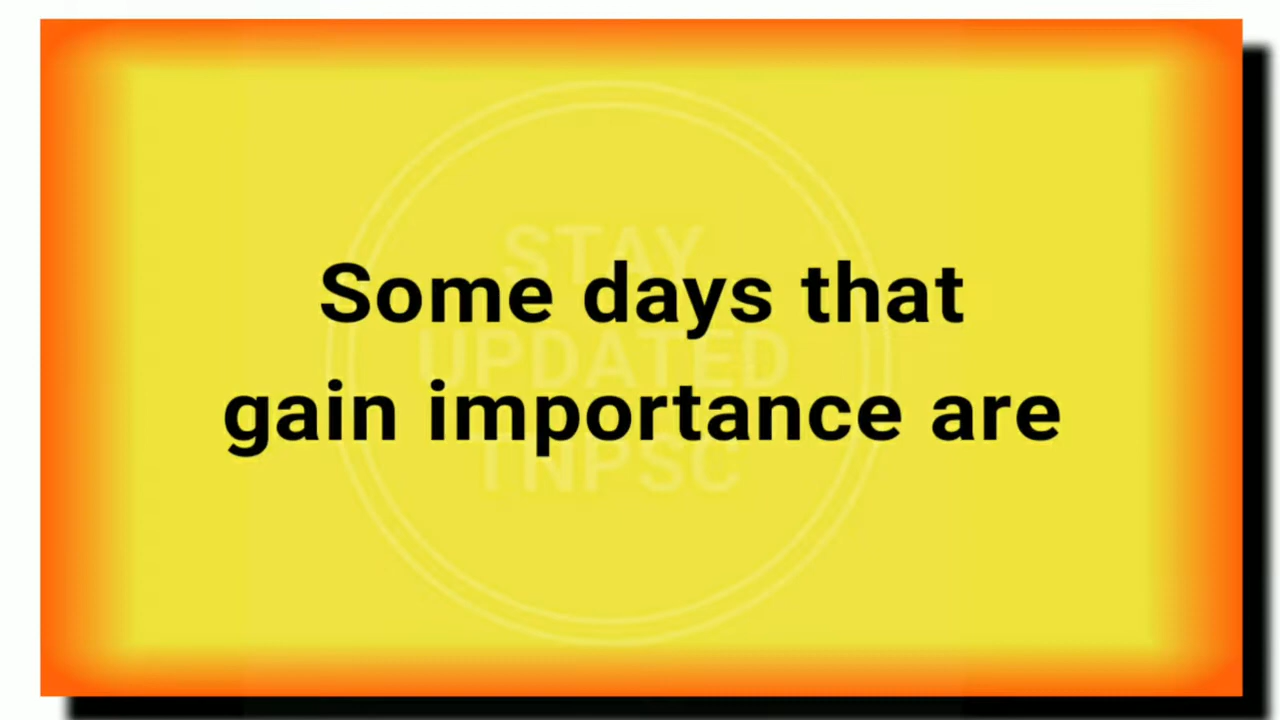 Some days that
gain importance are
STAY
UPDATED
TNPSC